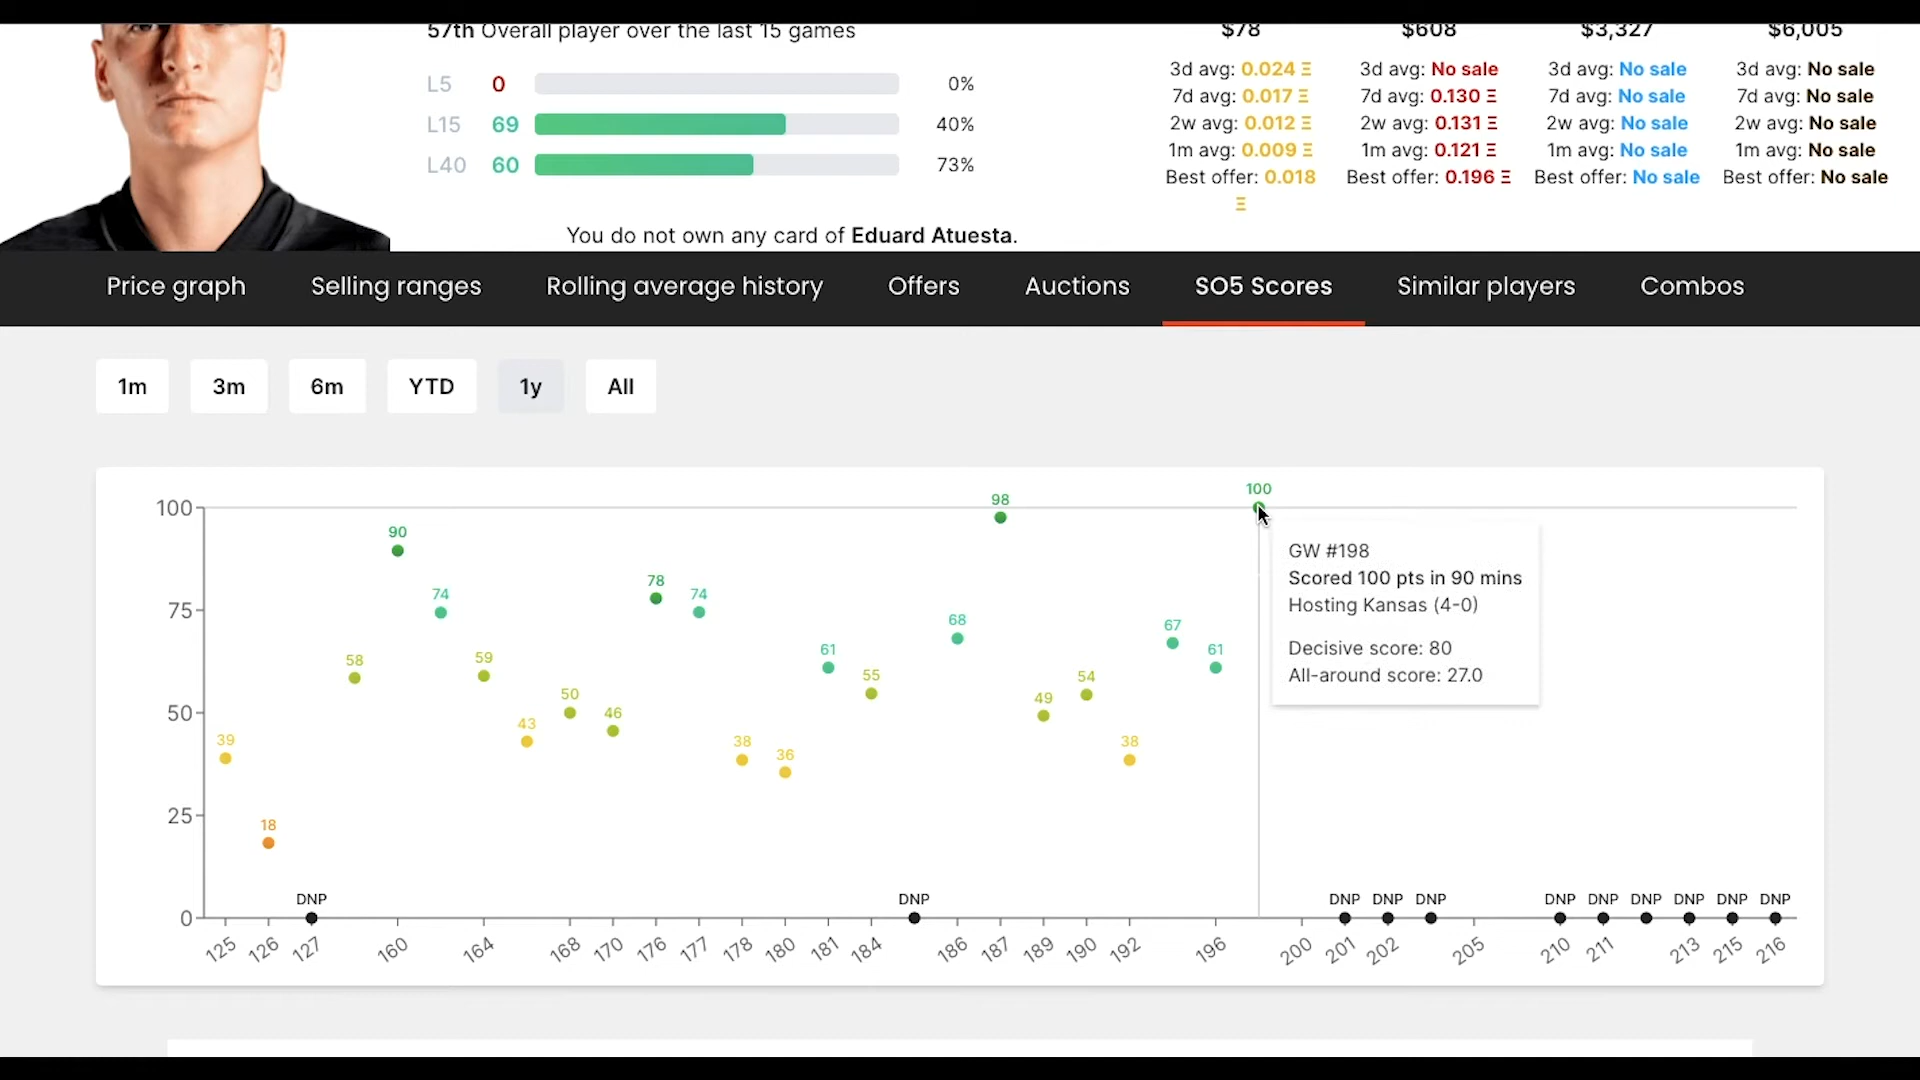 57th Overall player over the last 15 games
L5 0 0%
L15 69 40%
L40 60 73%
You do not own any card of Eduard Atuesta.
$78
3d avg: 0.024 Ξ
7d avg: 0.017 Ξ
2w avg: 0.012 Ξ
1m avg: 0.009 Ξ
Best offer: 0.018
Ξ
$608
3d avg: No sale
7d avg: 0.130 Ξ
2w avg: 0.131 Ξ
1m avg: 0.121 Ξ
Best offer: 0.196 Ξ
$3,327
3d avg: No sale
7d avg: No sale
2w avg: No sale
1m avg: No sale
Best offer: No sale
$6,005
3d avg: No sale
7d avg: No sale
2w avg: No sale
1m avg: No sale
Best offer: No sale
Price graph Selling ranges Rolling average history Offers Auctions SO5 Scores Similar players Combos
1m 3m 6m YTD 1y All
100
75
50
25
0
39
18
DNP
58
90
74
59
43
50
46
78
74
38
36
61
55
DNP
68
98
49
54
38
67
61
100
DNP DNP DNP DNP DNP DNP DNP DNP DNP
GW #198
Scored 100 pts in 90 mins
Hosting Kansas (4-0)
Decisive score: 80
All-around score: 27.0
125 126 127 160 164 168 170 176 177 178 180 181 184 186 187 189 190 192 196 200 201 202 205 210 211 213 215 216